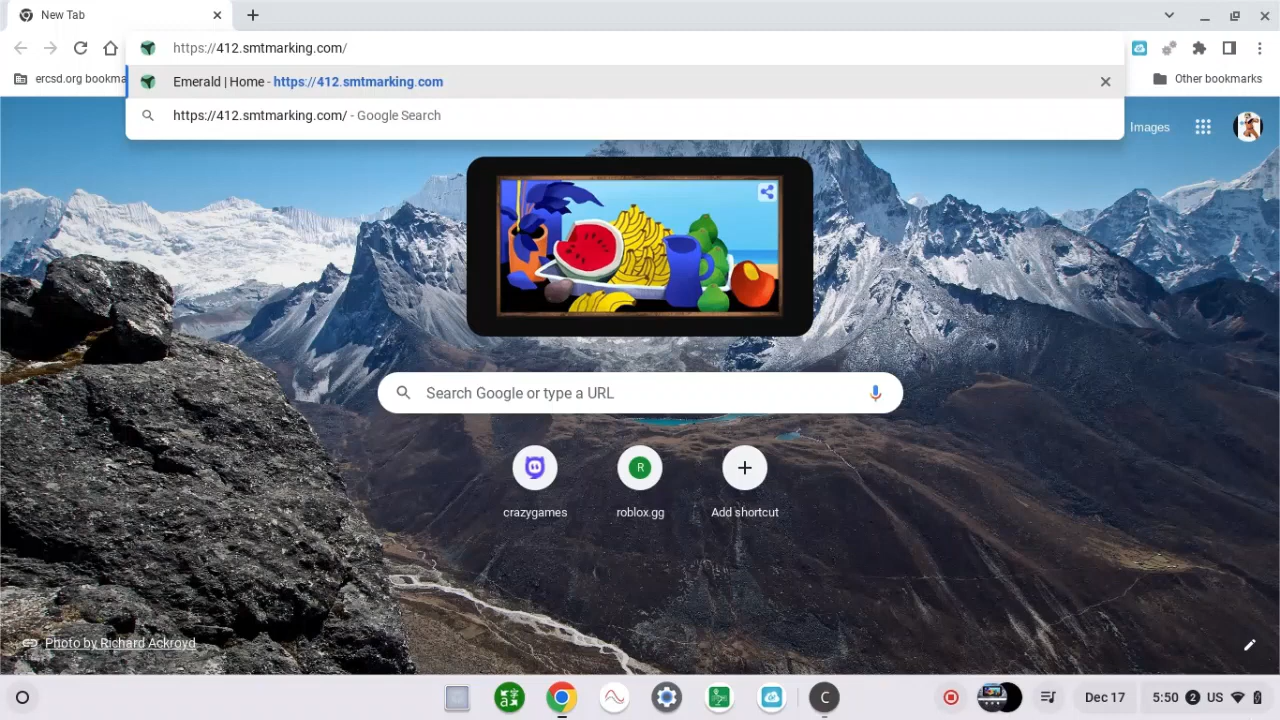 New Tab
https://412.smtmarking.com/
Emerald | Home - https://412.smtmarking.com
https://412.smtmarking.com/ - Google Search
ercsd.org bookma
Other bookmarks
Images
Search Google or type a URL
R
crazygames
roblox.gg
Add shortcut
Photo by Richard Ackroyd
C
Dec 17
5:50
2
US